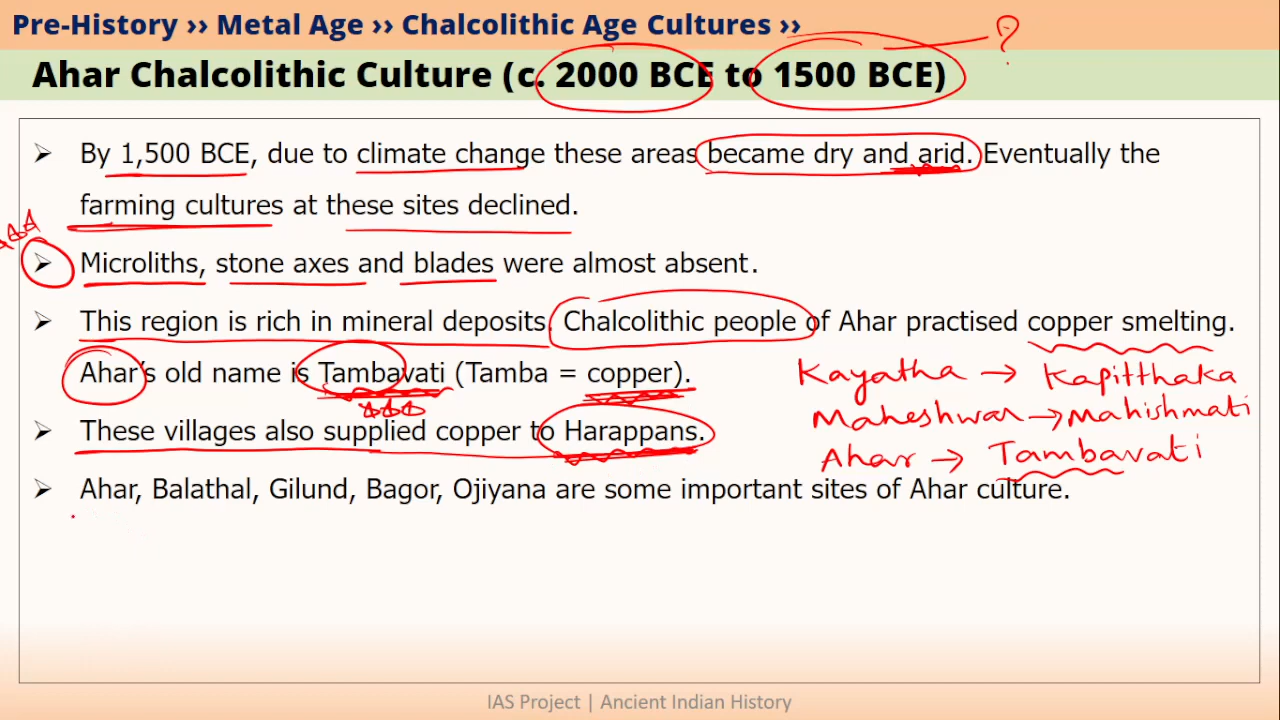 Pre-History ›› Metal Age ›› Chalcolithic Age Cultures ››
?
Ahar Chalcolithic Culture (c. 2000 BCE to 1500 BCE)
➢ By 1,500 BCE, due to climate change these areas became dry and arid. Eventually the
farming cultures at these sites declined.
➢ Microliths, stone axes and blades were almost absent.
➢ This region is rich in mineral deposits. Chalcolithic people of Ahar practised copper smelting.
Ahar's old name is Tambavati (Tamba = copper).
Kayatha → Kapitthaka
Maheshwar → Mahishmati
➢ These villages also supplied copper to Harappans.
Ahar → Tambavati
➢ Ahar, Balathal, Gilund, Bagor, Ojiyana are some important sites of Ahar culture.
IAS Project | Ancient Indian History